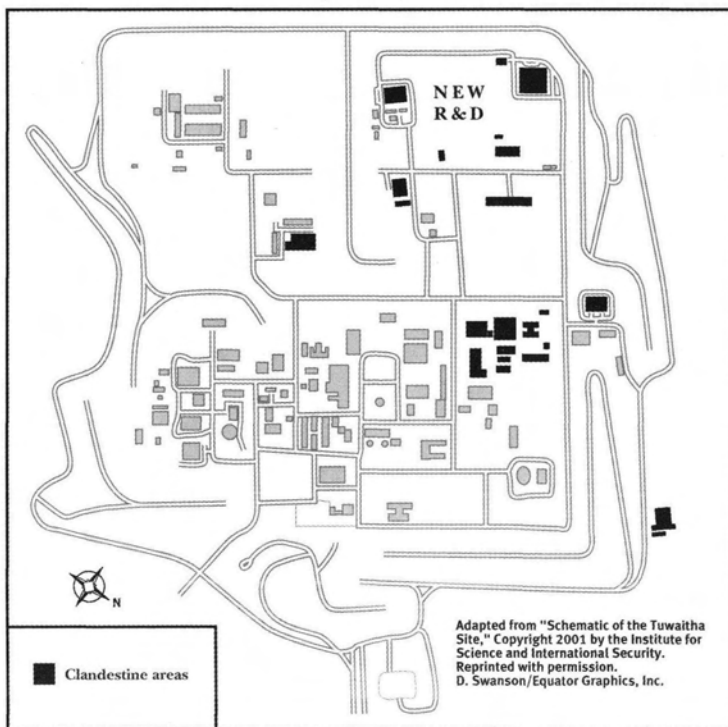 NEW
R&D
N
Adapted from "Schematic of the Tuwaitha
Site," Copyright 2001 by the Institute for
Science and International Security.
Reprinted with permission.
D. Swanson/Equator Graphics, Inc.
Clandestine areas